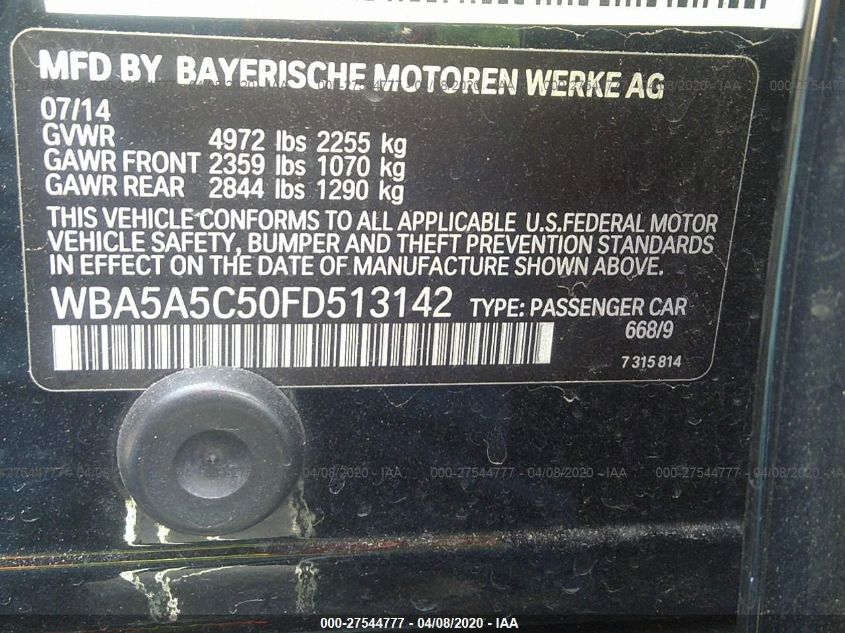 MFD BY BAYERISCHE MOTOREN WERKE AG
07/14
GVWR 4972 lbs 2255 kg
GAWR FRONT 2359 lbs 1070 kg
GAWR REAR 2844 lbs 1290 kg
THIS VEHICLE CONFORMS TO ALL APPLICABLE U.S.FEDERAL MOTOR
VEHICLE SAFETY, BUMPER AND THEFT PREVENTION STANDARDS
IN EFFECT ON THE DATE OF MANUFACTURE SHOWN ABOVE.
WBA5A5C50FD513142 TYPE: PASSENGER CAR
668/9
7 315 814
000-27544777 - 04/08/2020 - IAA